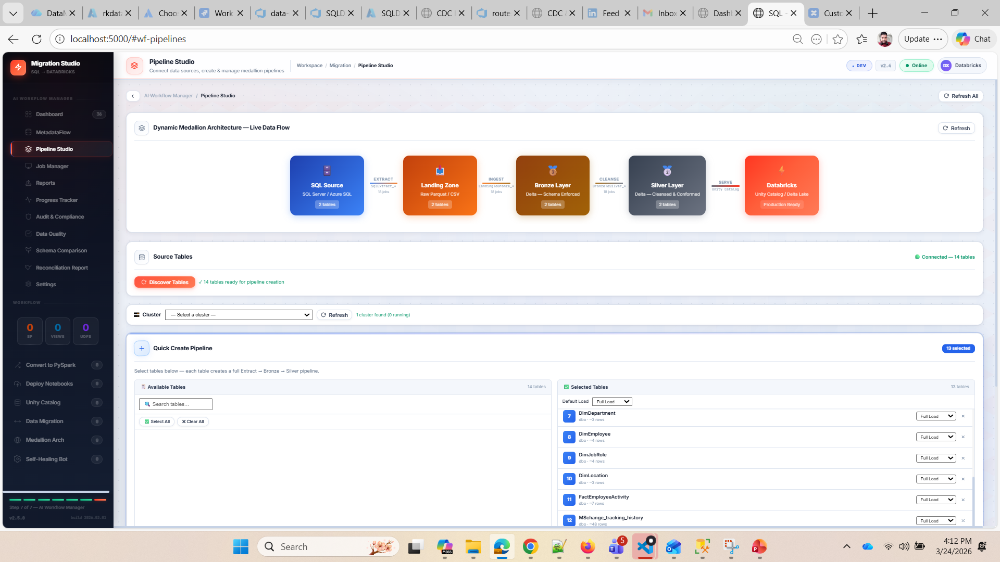 DataM
rkdata
Choo
Work
data-
SQLD
SQLD
CDC
route
CDC &
Feed
Inbox
Dash
SQL -
Custo
localhost:5000/#wf-pipelines
Update
Chat
Migration Studio
SQL → DATABRICKS
Pipeline Studio
Connect data sources, create & manage medallion pipelines
Workspace / Migration / Pipeline Studio
• DEV
v2.4
Online
DX Databricks
AI WORKFLOW MANAGER
Dashboard 36
MetadataFlow
Pipeline Studio
Job Manager
Reports
Progress Tracker
Audit & Compliance
Data Quality
Schema Comparison
Reconciliation Report
Settings
WORKFLOW
0 SP
0 VIEWS
0 UDFS
Convert to PySpark 0
Deploy Notebooks 0
Unity Catalog 0
Data Migration 0
Medallion Arch 0
Self-Healing Bot 0
Step 7 of 7 — AI Workflow Manager
v2.5.0 build 2026.03.01
AI Workflow Manager / Pipeline Studio
Refresh All
Dynamic Medallion Architecture — Live Data Flow
Refresh
SQL Source
SQL Server / Azure SQL
2 tables
EXTRACT
SqlExtract_*
18 jobs
Landing Zone
Raw Parquet / CSV
2 tables
INGEST
LandingToBronze_*
18 jobs
3
Bronze Layer
Delta — Schema Enforced
2 tables
CLEANSE
BronzeToSilver_*
18 jobs
2
Silver Layer
Delta — Cleansed & Conformed
2 tables
SERVE
Unity Catalog
Databricks
Unity Catalog / Delta Lake
Production Ready
Source Tables
Connected — 14 tables
Discover Tables
✓ 14 tables ready for pipeline creation
Cluster
— Select a cluster —
Refresh
1 cluster found (0 running)
Quick Create Pipeline
13 selected
Select tables below — each table creates a full Extract → Bronze → Silver pipeline.
Available Tables
14 tables
Search tables...
Select All
✕ Clear All
Selected Tables
13 tables
Default Load Full Load
7 DimDepartment
dbo · ~3 rows
Full Load ✕
8 DimEmployee
dbo · ~4 rows
Full Load ✕
9 DimJobRole
dbo · ~4 rows
Full Load ✕
10 DimLocation
dbo · ~3 rows
Full Load ✕
11 FactEmployeeActivity
dbo · ~7 rows
Full Load ✕
12 MSchange_tracking_history
dbo · ~48 rows
Full Load ✕
Search
M365
5
4:12 PM
3/24/2026